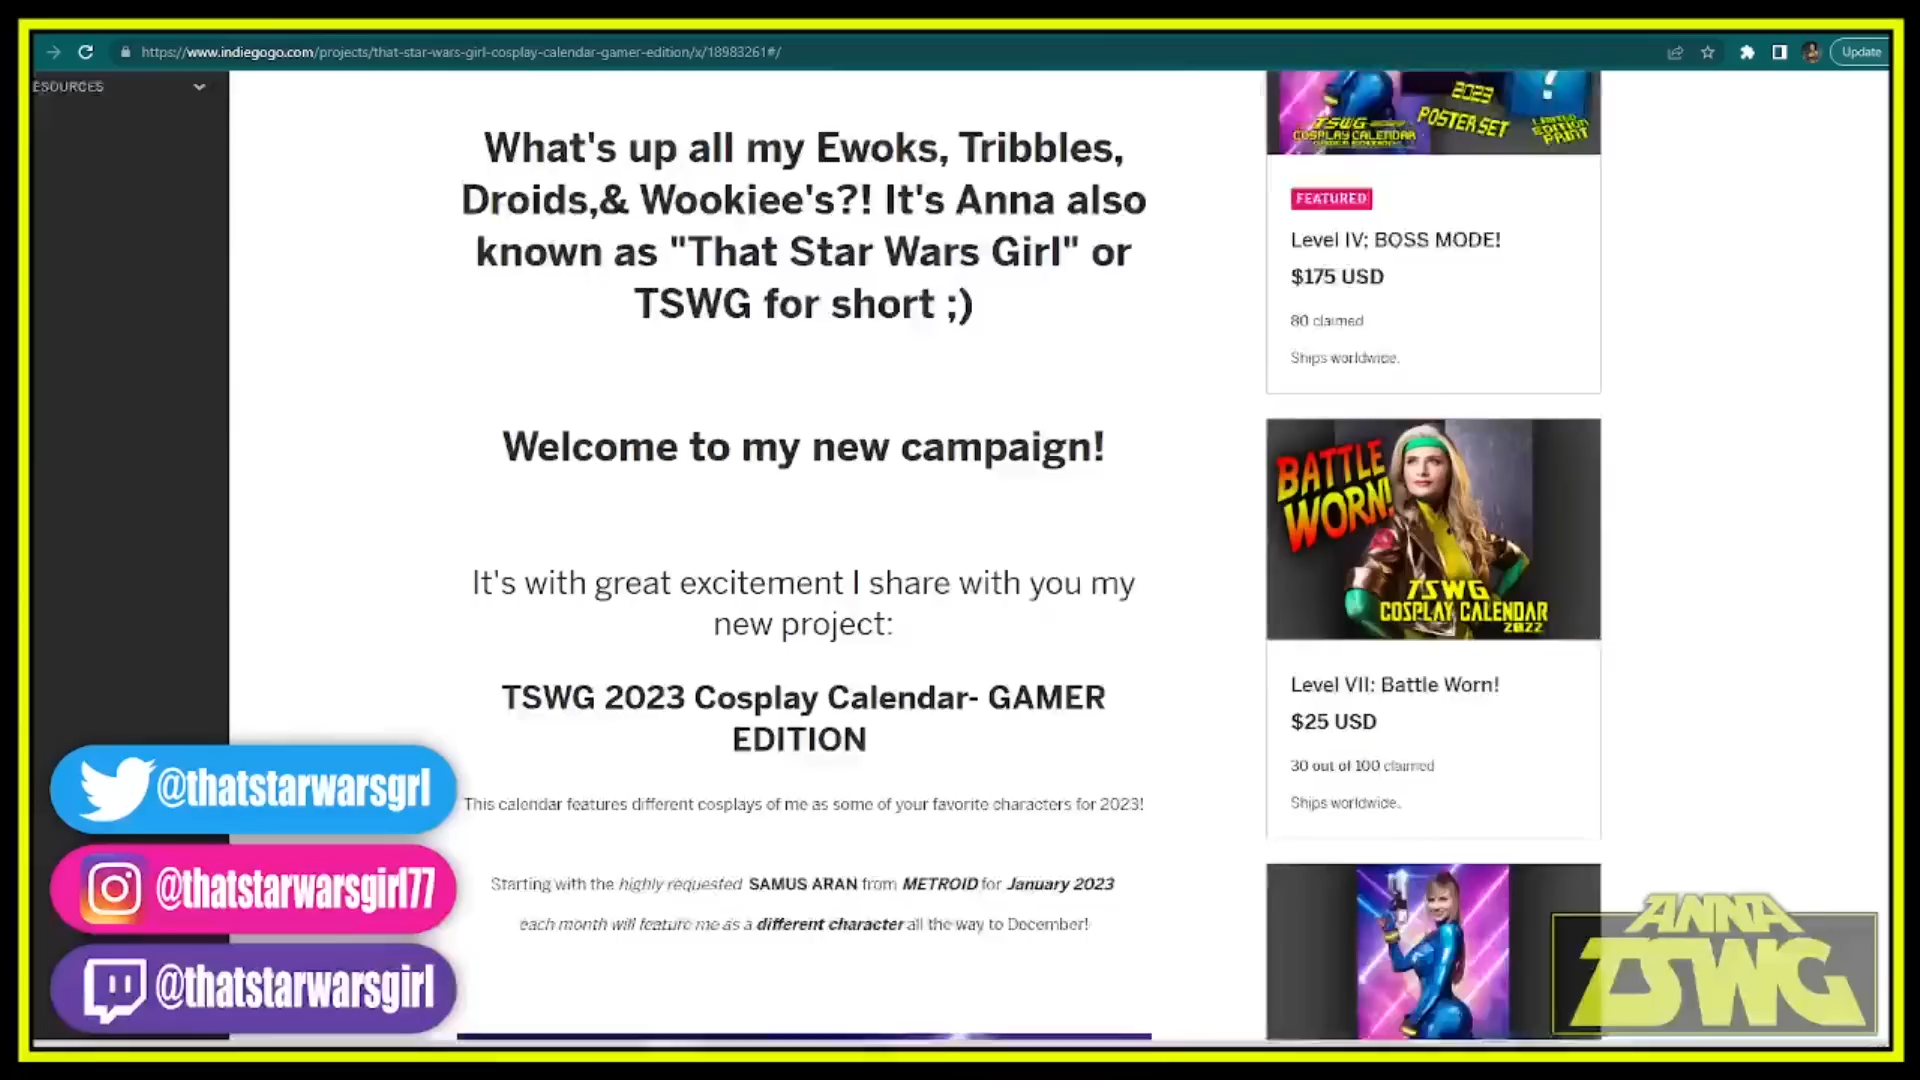 https://www.indiegogo.com/projects/that-star-wars-girl-cosplay-calendar-gamer-edition/x/18983261#/
Update
ESOURCES
What's up all my Ewoks, Tribbles,
Droids,& Wookiee's?! It's Anna also
known as "That Star Wars Girl" or
TSWG for short ;)
Welcome to my new campaign!
It's with great excitement I share with you my
new project:
TSWG 2023 Cosplay Calendar- GAMER
EDITION
This calendar features different cosplays of me as some of your favorite characters for 2023!
Starting with the highly requested SAMUS ARAN from METROID for January 2023
each month will feature me as a different character all the way to December!
TSWG
COSPLAY CALENDAR
2023
POSTER SET
?
LIMITED
EDITION
PRINT
FEATURED
Level IV; BOSS MODE!
$175 USD
80 claimed
Ships worldwide.
BATTLE
WORN!
TSWG
COSPLAY CALENDAR
2022
Level VII: Battle Worn!
$25 USD
30 out of 100 claimed
Ships worldwide.
@thatstarwarsgrl
@thatstarwarsgirl77
@thatstarwarsgirl
ANNA
TSWG